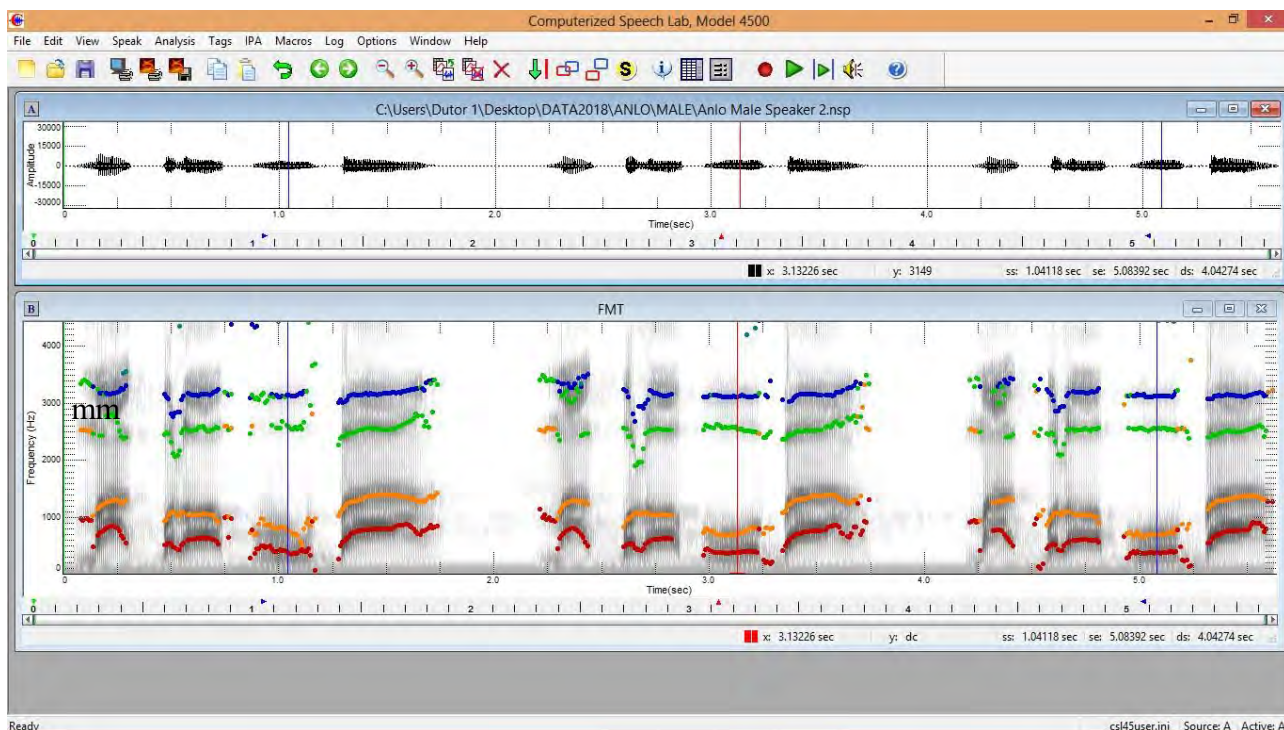 Computerized Speech Lab, Model 4500
File Edit View Speak Analysis Tags IPA Macros Log Options Window Help
S
A C:\Users\Dutor 1\Desktop\DATA2018\ANLO\MALE\Anlo Male Speaker 2.nsp
30000
15000
0
-15000
-30000
Amplitude
0 1.0 2.0 3.0 4.0 5.0
Time(sec)
0 1 2 3 4 5
x: 3.13226 sec y: 3149 ss: 1.04118 sec se: 5.08392 sec ds: 4.04274 sec
B FMT
4000
3000
mm
2000
1000
0
Frequency (Hz)
0 1.0 2.0 3.0 4.0 5.0
Time(sec)
0 1 2 3 4 5
x: 3.13226 sec y: dc ss: 1.04118 sec se: 5.08392 sec ds: 4.04274 sec
Ready csl45user.ini Source: A Active: A